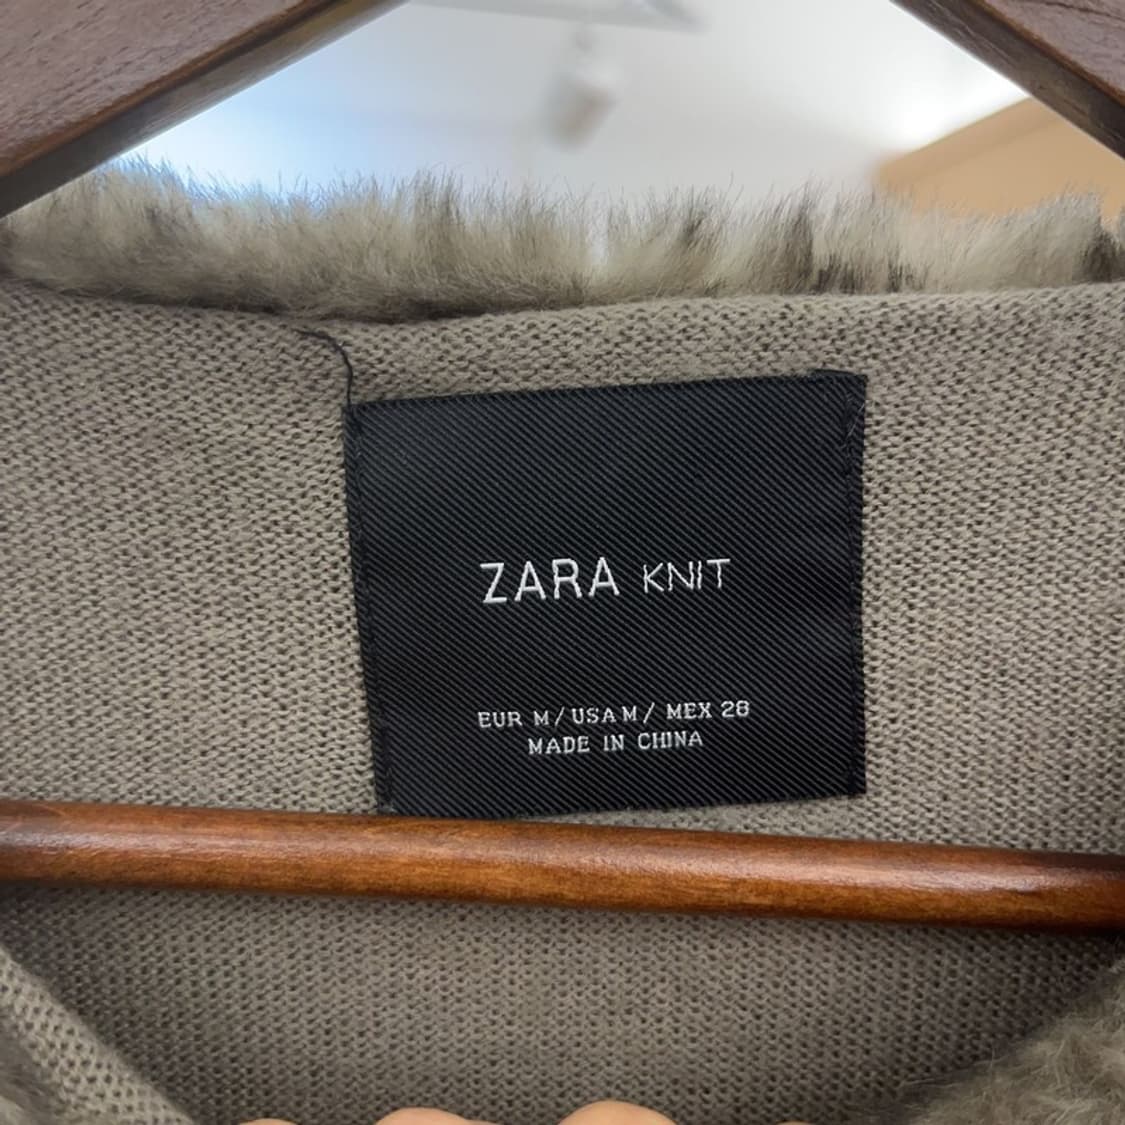 ZARA KNIT
EUR M/USA M/ MEX 28
MADE IN CHINA